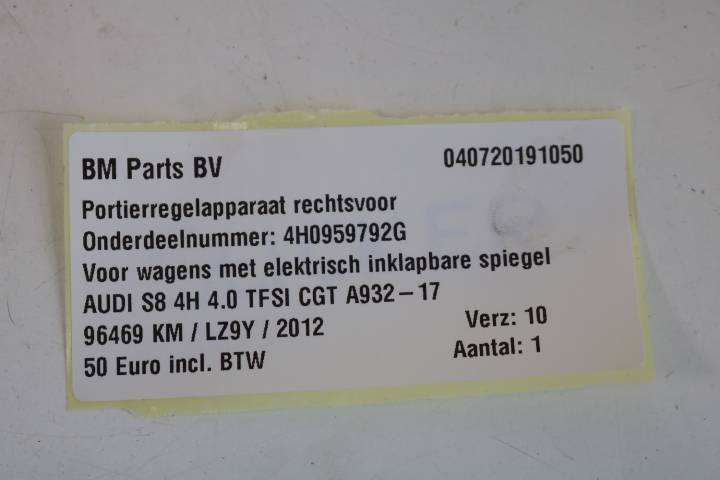 BM Parts BV 040720191050
Portierregelapparaat rechtsvoor
Onderdeelnummer: 4H0959792G
Voor wagens met elektrisch inklapbare spiegel
AUDI S8 4H 4.0 TFSI CGT A932-17
96469 KM / LZ9Y / 2012 Verz: 10
50 Euro incl. BTW Aantal: 1